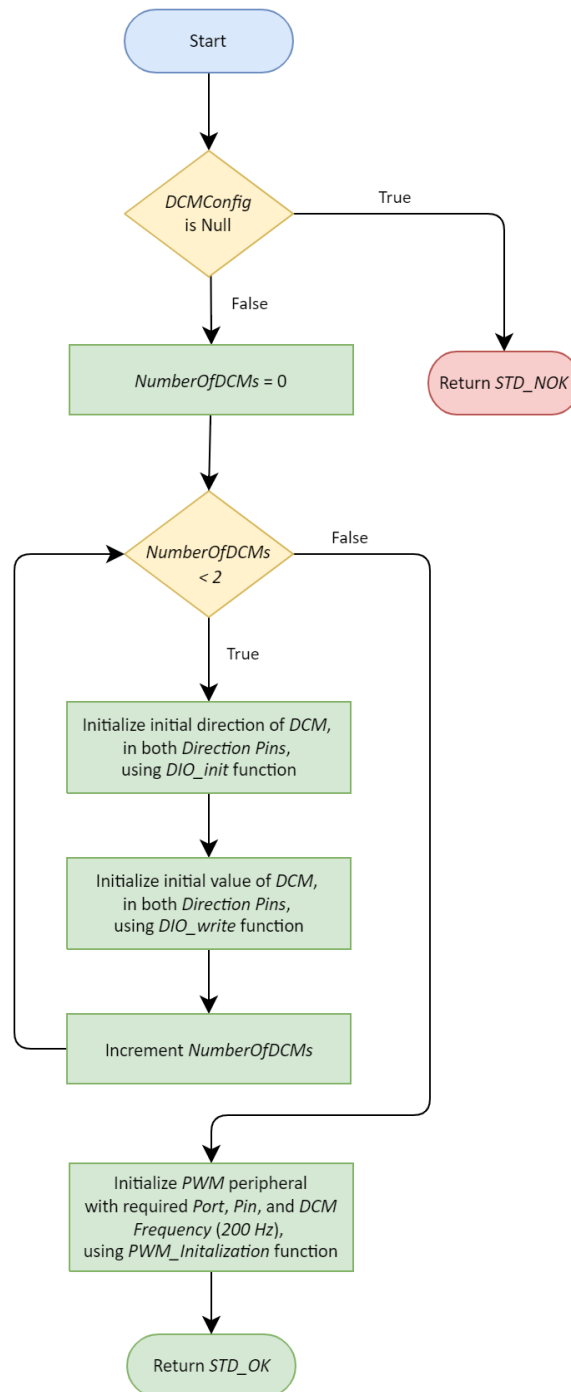 Start
DCMConfig
is Null
True
False
NumberOfDCMs = 0
Return STD_NOK
NumberOfDCMs
< 2
False
True
Initialize initial direction of DCM,
in both Direction Pins,
using DIO_init function
Initialize initial value of DCM,
in both Direction Pins,
using DIO_write function
Increment NumberOfDCMs
Initialize PWM peripheral
with required Port, Pin, and DCM
Frequency (200 Hz),
using PWM_Initalization function
Return STD_OK